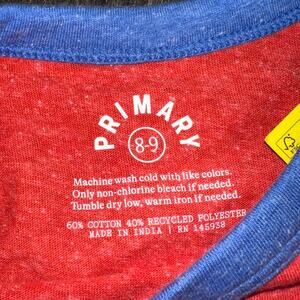 PRIMARY
8-9
Machine wash cold with like colors.
Only non-chlorine bleach if needed.
Tumble dry low, warm iron if needed.
60% COTTON 40% RECYCLED POLYESTER
MADE IN INDIA | RN 145938